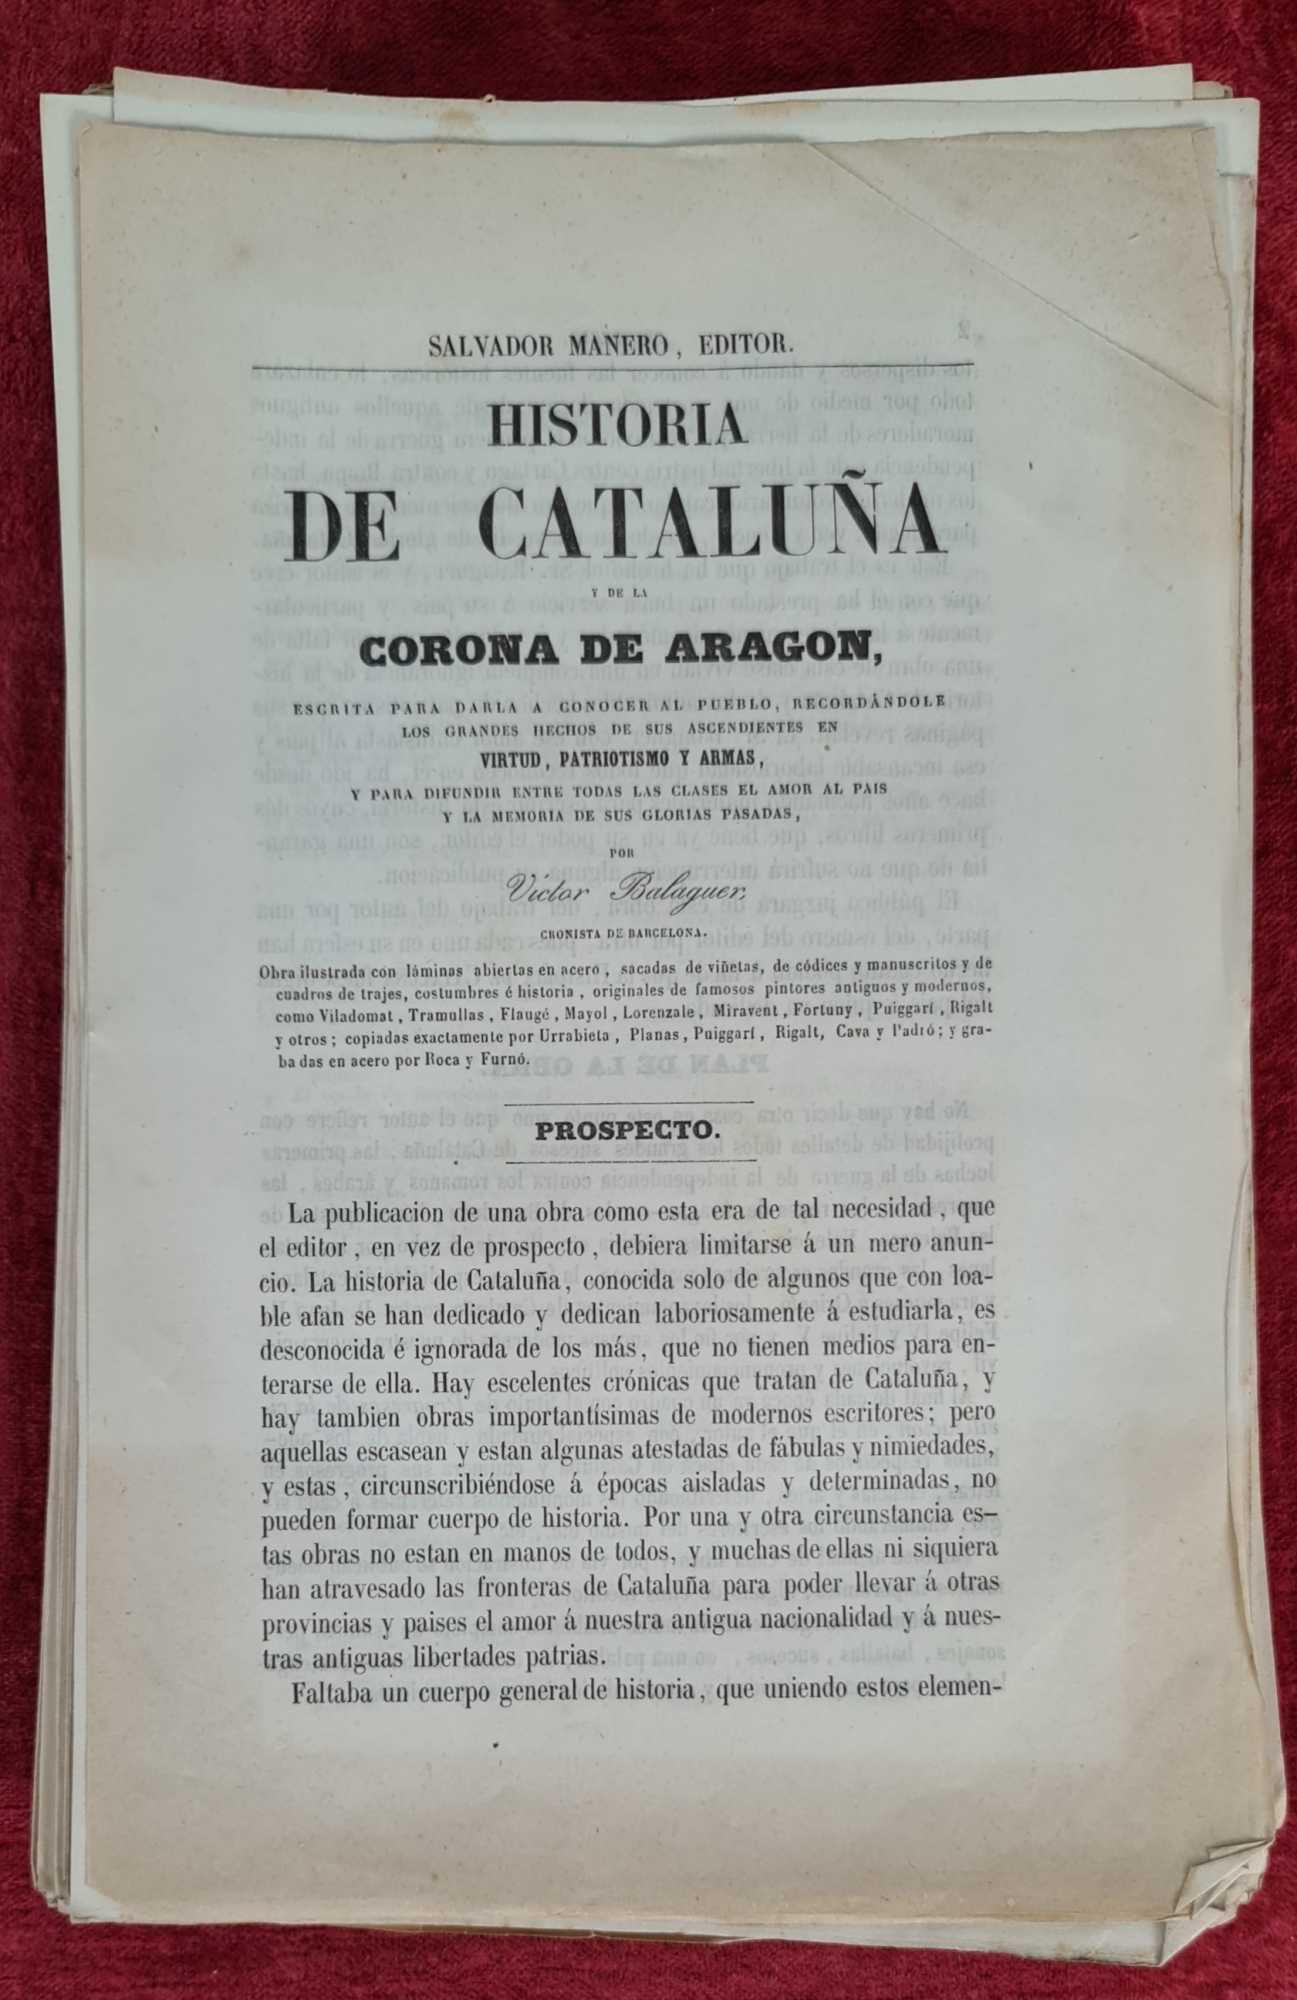 SALVADOR MAÑERO, EDITOR.
HISTORIA
DE CATALUÑA
Y DE LA
CORONA DE ARAGON,
ESCRITA PARA DARLA A CONOCER AL PUEBLO, RECORDÁNDOLE
LOS GRANDES HECHOS DE SUS ASCENDIENTES EN
VIRTUD, PATRIOTISMO Y ARMAS,
Y PARA DIFUNDIR ENTRE TODAS LAS CLASES EL AMOR AL PAIS
Y LA MEMORIA DE SUS GLORIAS PASADAS,
POR
Víctor Balaguer,
CRONISTA DE BARCELONA.
Obra ilustrada con láminas abiertas en acero, sacadas de viñetas, de códices y manuscritos y de
cuadros de trajes, costumbres é historia, originales de famosos pintores antiguos y modernos,
como Viladomat, Tramullas, Flaugé, Mayol, Lorenzale, Miravent, Fortuny, Puiggarí, Rigalt
y otros; copiadas exactamente por Urrabieta, Planas, Puiggarí, Rigalt, Cava y Padró; y gra-
badas en acero por Roca y Furnó.
PROSPECTO.
La publicacion de una obra como esta era de tal necesidad, que
el editor, en vez de prospecto, debiera limitarse á un mero anun-
cio. La historia de Cataluña, conocida solo de algunos que con loa-
ble afan se han dedicado y dedican laboriosamente á estudiarla, es
desconocida é ignorada de los más, que no tienen medios para en-
terarse de ella. Hay escelentes crónicas que tratan de Cataluña, y
hay tambien obras importantísimas de modernos escritores; pero
aquellas escasean y estan algunas atestadas de fábulas y nimiedades,
y estas, circunscribiéndose á épocas aisladas y determinadas, no
pueden formar cuerpo de historia. Por una y otra circunstancia es-
tas obras no estan en manos de todos, y muchas de ellas ni siquiera
han atravesado las fronteras de Cataluña para poder llevar á otras
provincias y paises el amor á nuestra antigua nacionalidad y á nues-
tras antiguas libertades patrias.
Faltaba un cuerpo general de historia, que uniendo estos elemen-